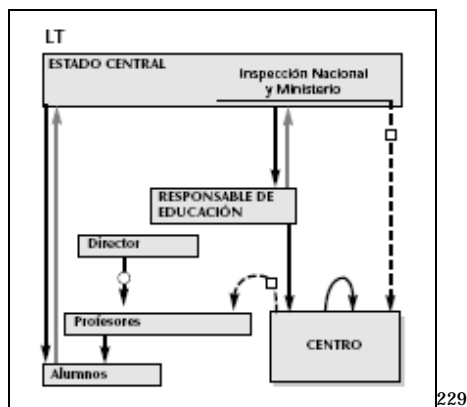 LT
ESTADO CENTRAL
Inspección Nacional
y Ministerio
RESPONSABLE DE
EDUCACIÓN
Director
Profesores
CENTRO
Alumnos
229